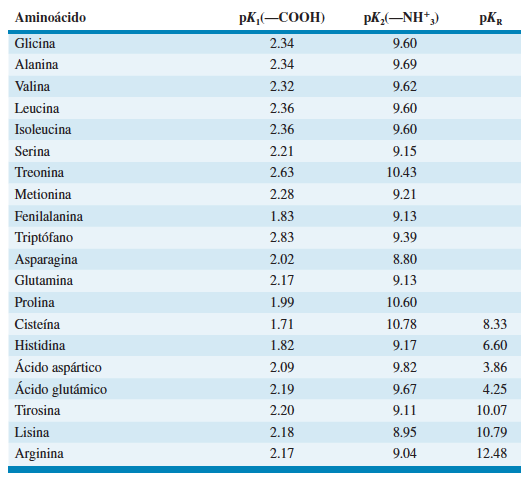 Aminoácido pK₁(—COOH) pK₂(—NH⁺₃) pK_R
Glicina 2.34 9.60
Alanina 2.34 9.69
Valina 2.32 9.62
Leucina 2.36 9.60
Isoleucina 2.36 9.60
Serina 2.21 9.15
Treonina 2.63 10.43
Metionina 2.28 9.21
Fenilalanina 1.83 9.13
Triptófano 2.83 9.39
Asparagina 2.02 8.80
Glutamina 2.17 9.13
Prolina 1.99 10.60
Cisteína 1.71 10.78 8.33
Histidina 1.82 9.17 6.60
Ácido aspártico 2.09 9.82 3.86
Ácido glutámico 2.19 9.67 4.25
Tirosina 2.20 9.11 10.07
Lisina 2.18 8.95 10.79
Arginina 2.17 9.04 12.48